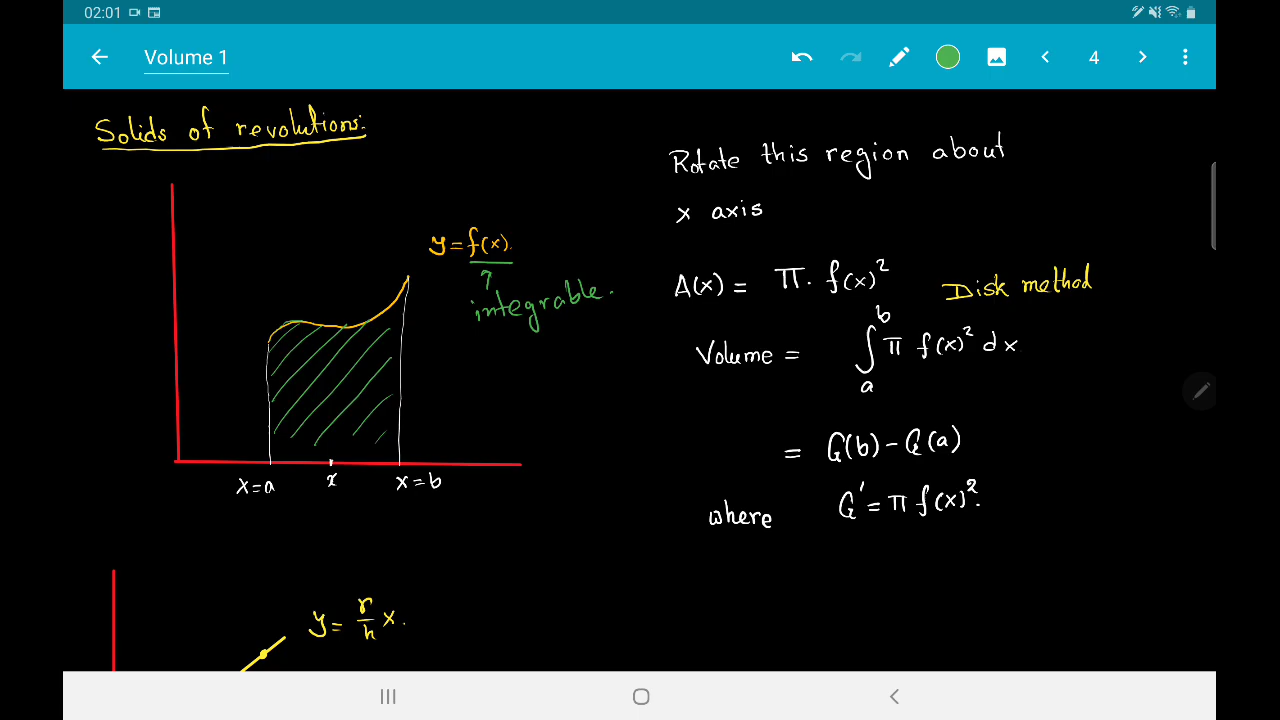 02:01
Volume 1
4
Solids of revolutions:
y = f(x).
↑
integrable.
x=a
x
x=b
Rotate this region about
x axis
A(x) = π. f(x)²
Disk method
Volume = ∫ₐᵇ π f(x)² dx
= G(b) - G(a)
where G' = π f(x)².
y = r/h x.